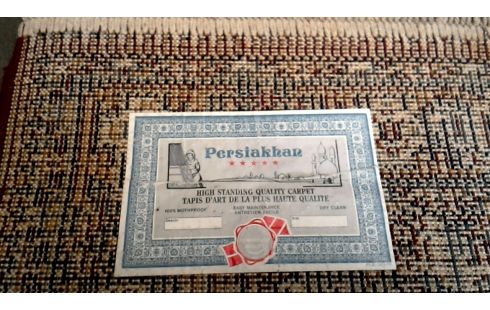 Persiakhan
HIGH STANDING QUALITY CARPET
TAPIS D'ART DE LA PLUS HAUTE QUALITE
100% MOTHPROOF EASY MAINTENANCE DRY CLEAN
ENTRETIEN FACILE